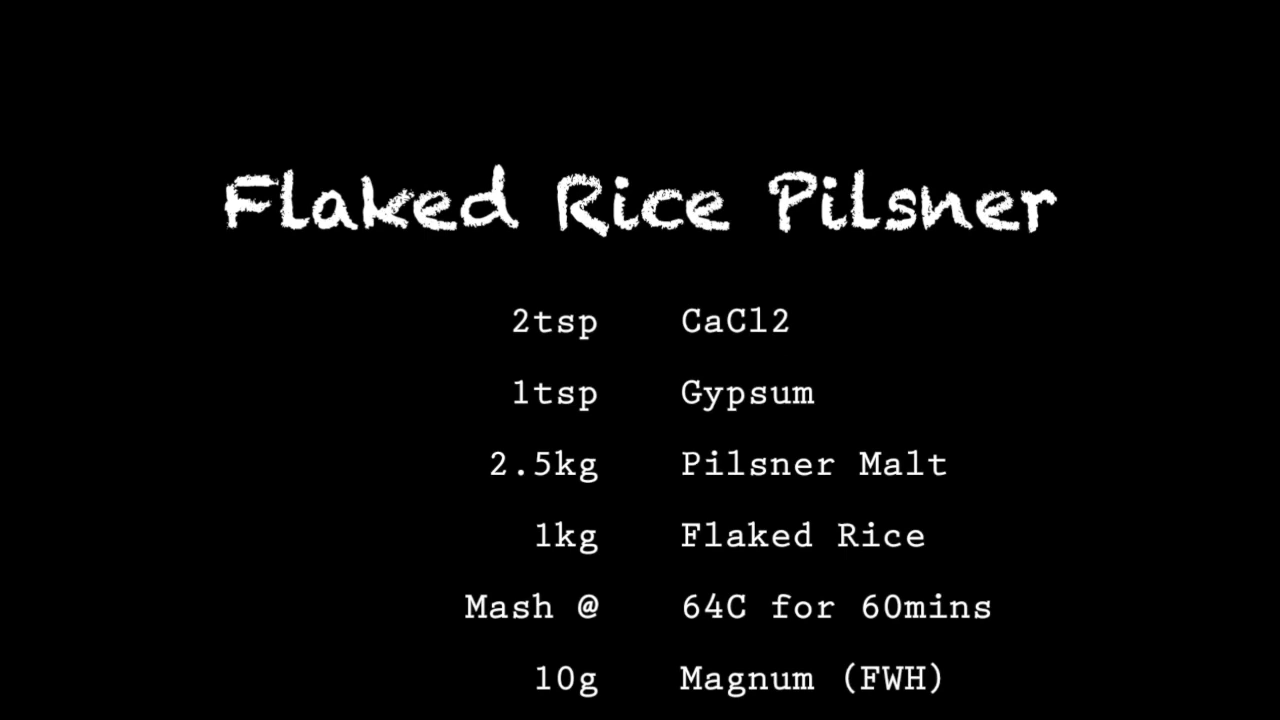 Flaked Rice Pilsner
2tsp CaCl2
1tsp Gypsum
2.5kg Pilsner Malt
1kg Flaked Rice
Mash @ 64C for 60mins
10g Magnum (FWH)